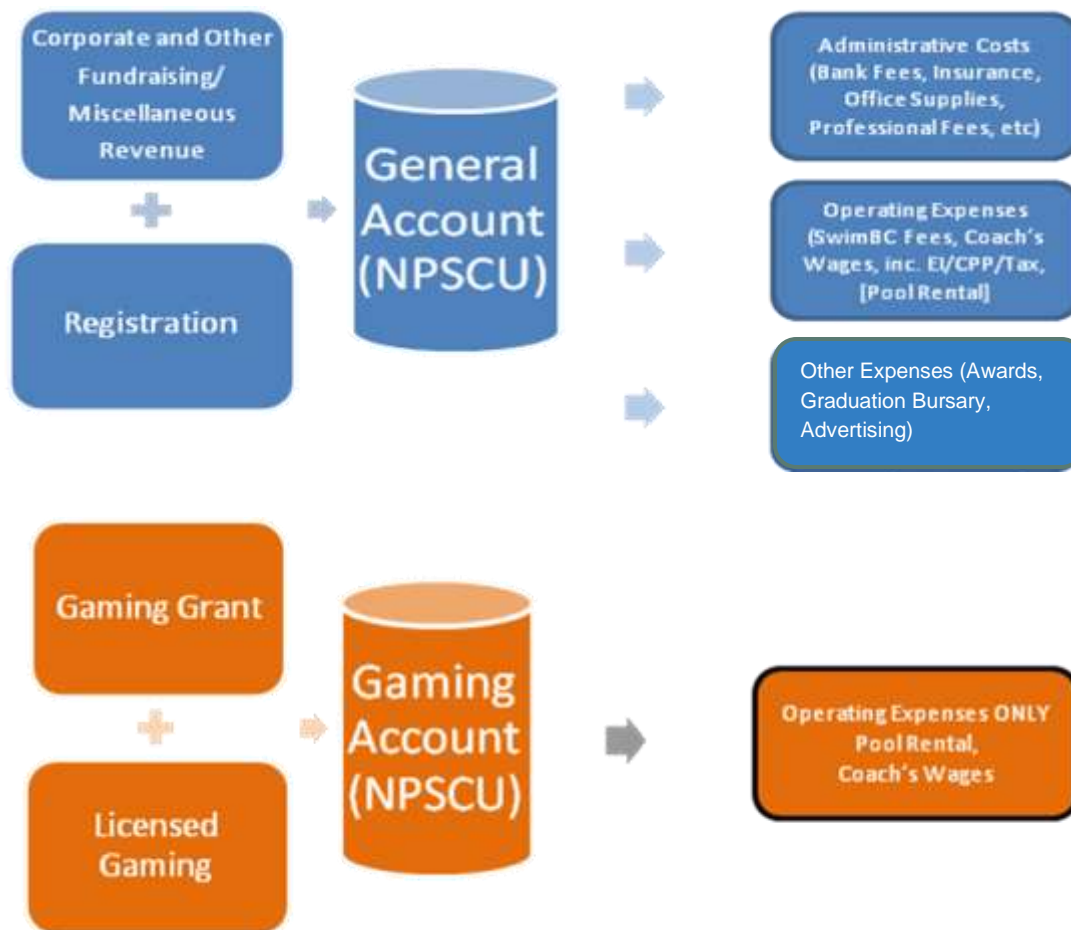 Corporate and Other
Fundraising/
Miscellaneous
Revenue
Registration
General
Account
(NPSCU)
Administrative Costs
(Bank Fees, Insurance,
Office Supplies,
Professional Fees, etc)
Operating Expenses
(SwimBC Fees, Coach's
Wages, inc. EI/CPP/Tax,
[Pool Rental]
Other Expenses (Awards,
Graduation Bursary,
Advertising)
Gaming Grant
Licensed
Gaming
Gaming
Account
(NPSCU)
Operating Expenses ONLY
Pool Rental,
Coach's Wages